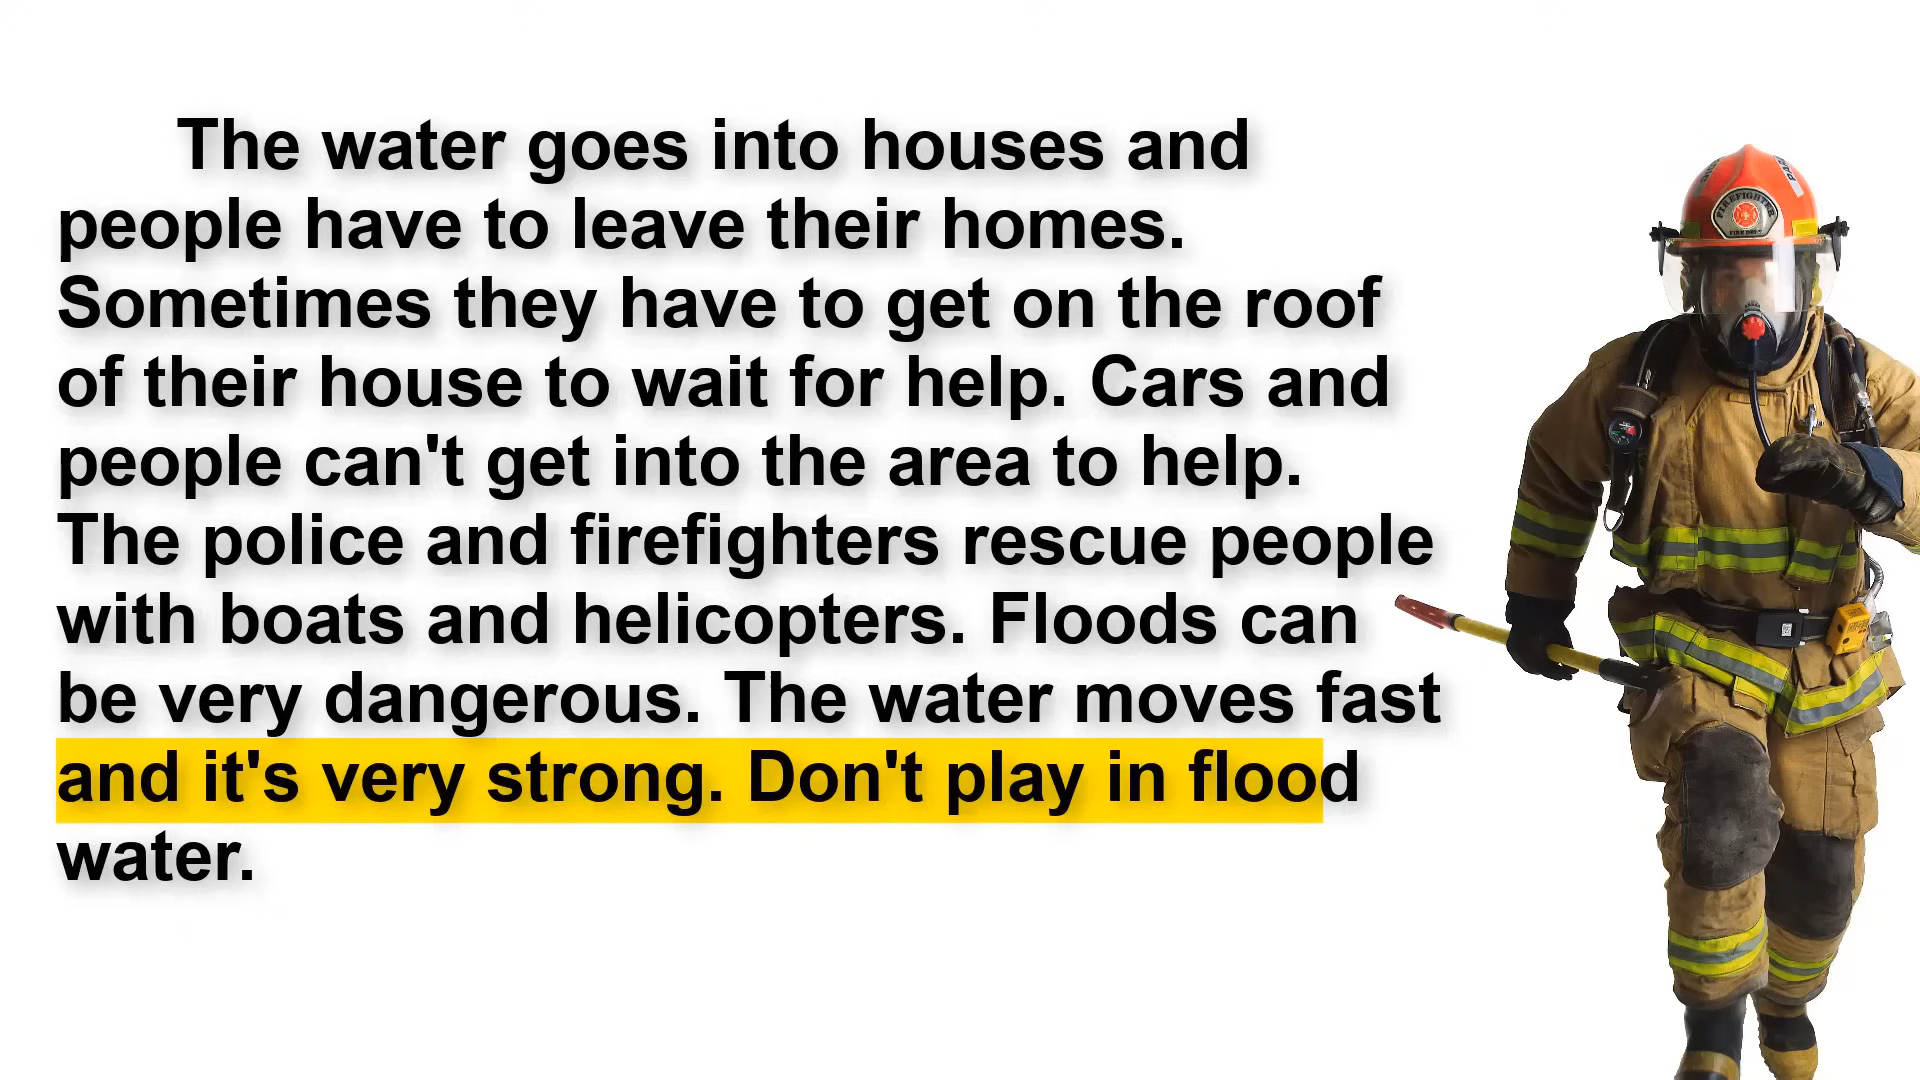 The water goes into houses and
people have to leave their homes.
Sometimes they have to get on the roof
of their house to wait for help. Cars and
people can't get into the area to help.
The police and firefighters rescue people
with boats and helicopters. Floods can
be very dangerous. The water moves fast
and it's very strong. Don't play in flood
water.
FIREFIGHTER
FIRE DEPT